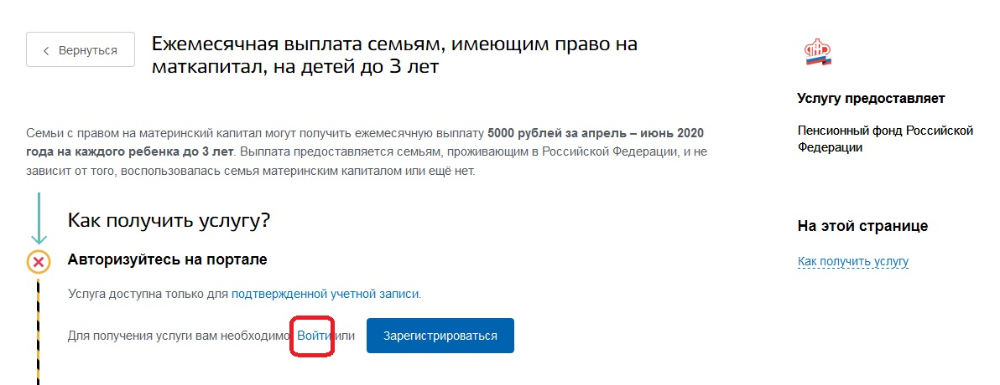 Вернуться
Ежемесячная выплата семьям, имеющим право на
маткапитал, на детей до 3 лет
Семьи с правом на материнский капитал могут получить ежемесячную выплату 5000 рублей за апрель – июнь 2020
года на каждого ребенка до 3 лет. Выплата предоставляется семьям, проживающим в Российской Федерации, и не
зависит от того, воспользовалась семья материнским капиталом или ещё нет.
Как получить услугу?
Авторизуйтесь на портале
Услуга доступна только для подтвержденной учетной записи.
Для получения услуги вам необходимо Войти или
Зарегистрироваться
Услугу предоставляет
Пенсионный фонд Российской
Федерации
На этой странице
Как получить услугу